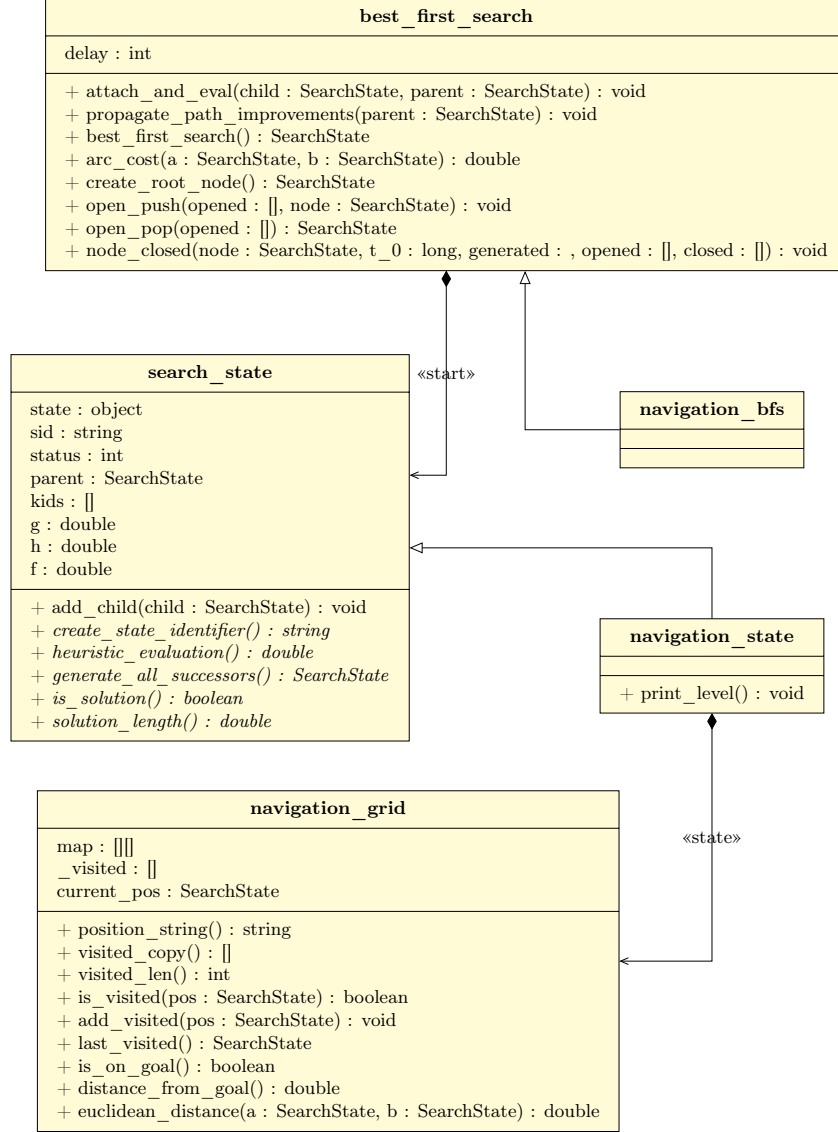 best_first_search
delay : int
+ attach_and_eval(child : SearchState, parent : SearchState) : void
+ propagate_path_improvements(parent : SearchState) : void
+ best_first_search() : SearchState
+ arc_cost(a : SearchState, b : SearchState) : double
+ create_root_node() : SearchState
+ open_push(opened : [], node : SearchState) : void
+ open_pop(opened : []) : SearchState
+ node_closed(node : SearchState, t_0 : long, generated : , opened : [], closed : []) : void
«start»
search_state
state : object
sid : string
status : int
parent : SearchState
kids : []
g : double
h : double
f : double
+ add_child(child : SearchState) : void
+ create_state_identifier() : string
+ heuristic_evaluation() : double
+ generate_all_successors() : SearchState
+ is_solution() : boolean
+ solution_length() : double
navigation_bfs
navigation_state
+ print_level() : void
«state»
navigation_grid
map : [][]
_visited : []
current_pos : SearchState
+ position_string() : string
+ visited_copy() : []
+ visited_len() : int
+ is_visited(pos : SearchState) : boolean
+ add_visited(pos : SearchState) : void
+ last_visited() : SearchState
+ is_on_goal() : boolean
+ distance_from_goal() : double
+ euclidean_distance(a : SearchState, b : SearchState) : double